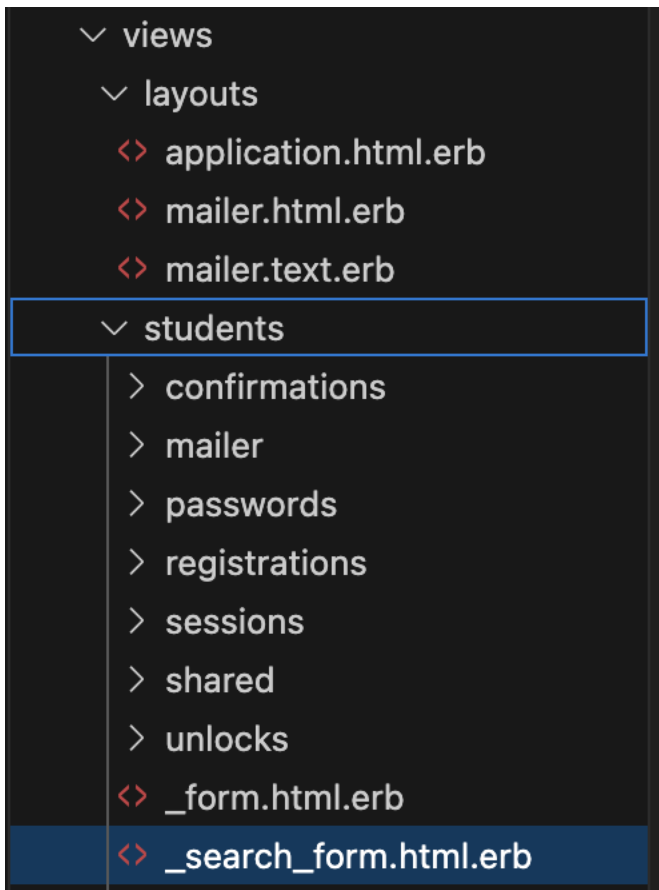 views
layouts
application.html.erb
mailer.html.erb
mailer.text.erb
students
confirmations
mailer
passwords
registrations
sessions
shared
unlocks
_form.html.erb
_search_form.html.erb